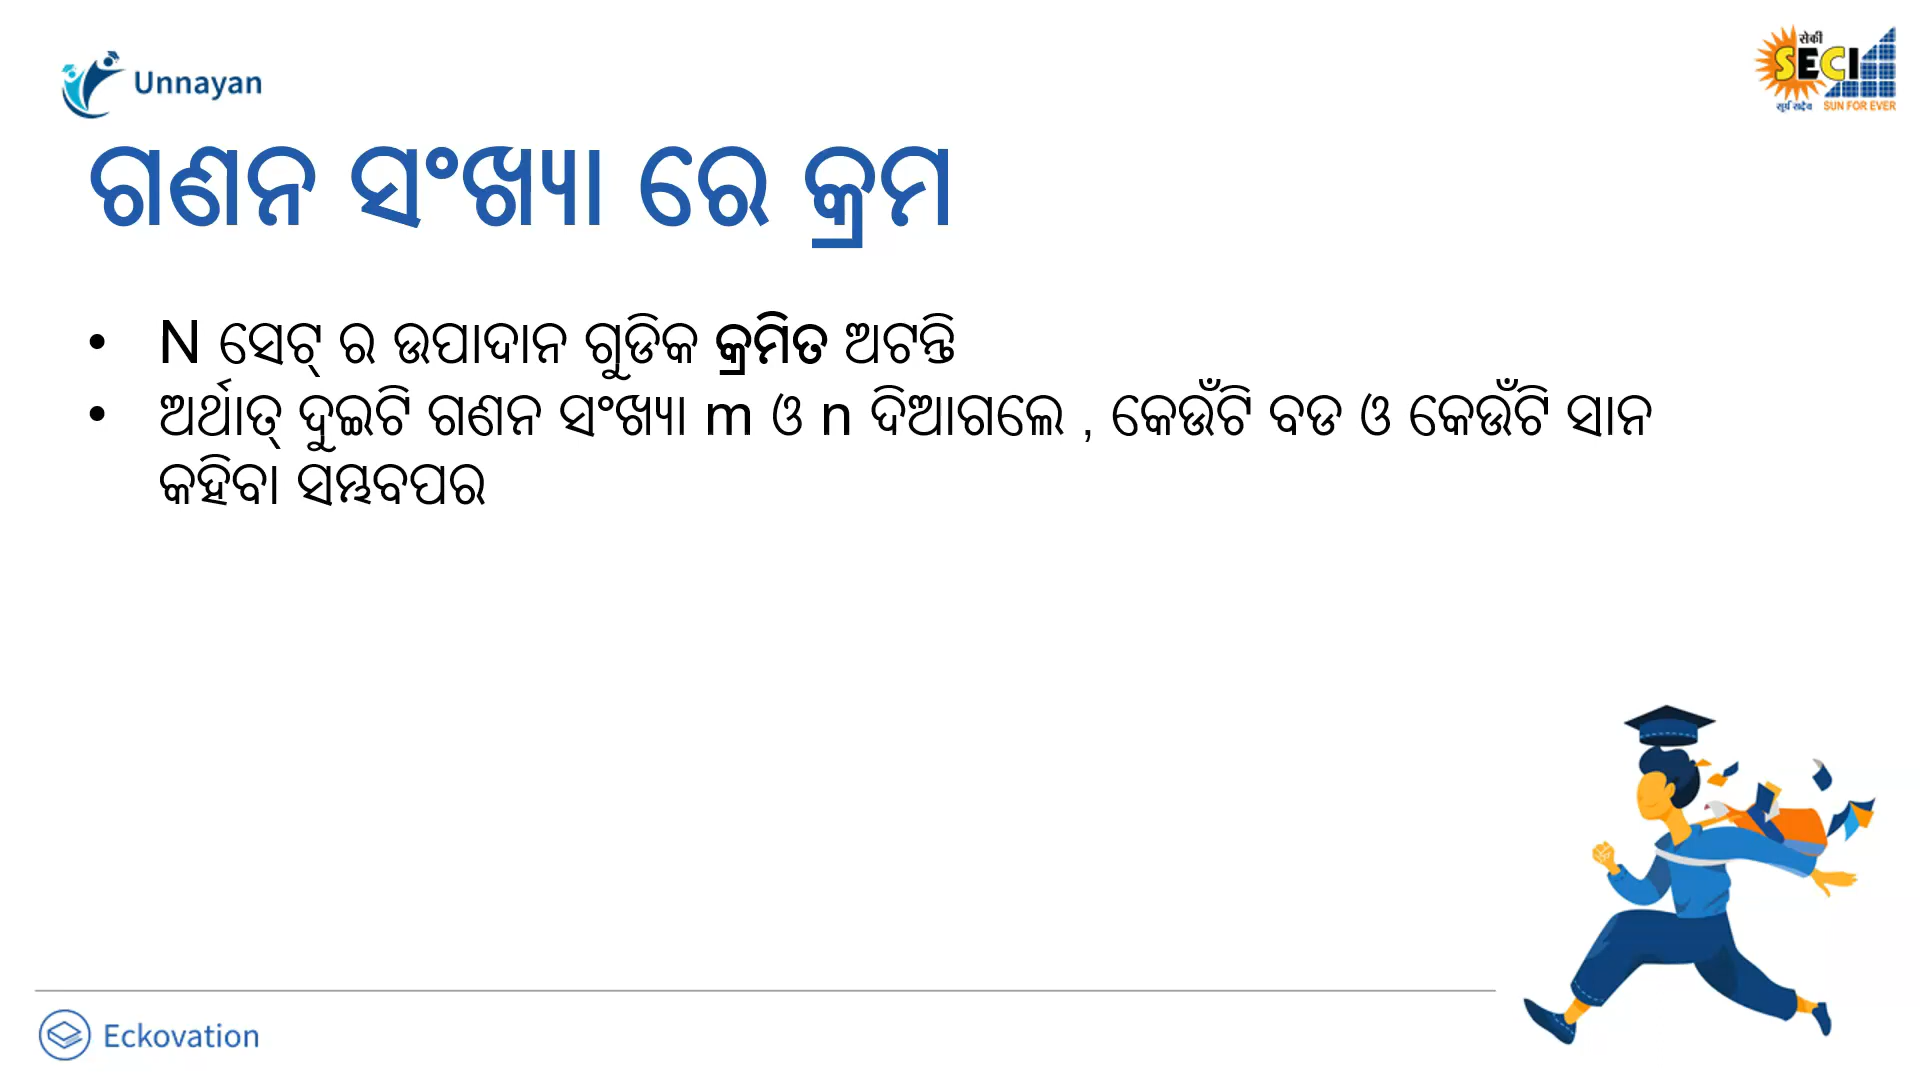 Unnayan
सेकी
SECI
सूर्य सदैव SUN FOR EVER
ଗଣନ ସଂଖ୍ୟା ରେ କ୍ରମ
• N ସେଟ୍ ର ଉପାଦାନ ଗୁଡିକ କ୍ରମିତ ଅଟନ୍ତି
• ଅର୍ଥାତ୍ ଦୁଇଟି ଗଣନ ସଂଖ୍ୟା m ଓ n ଦିଆଗଲେ , କେଉଁଟି ବଡ ଓ କେଉଁଟି ସାନ
କହିବା ସମ୍ଭବପର
Eckovation